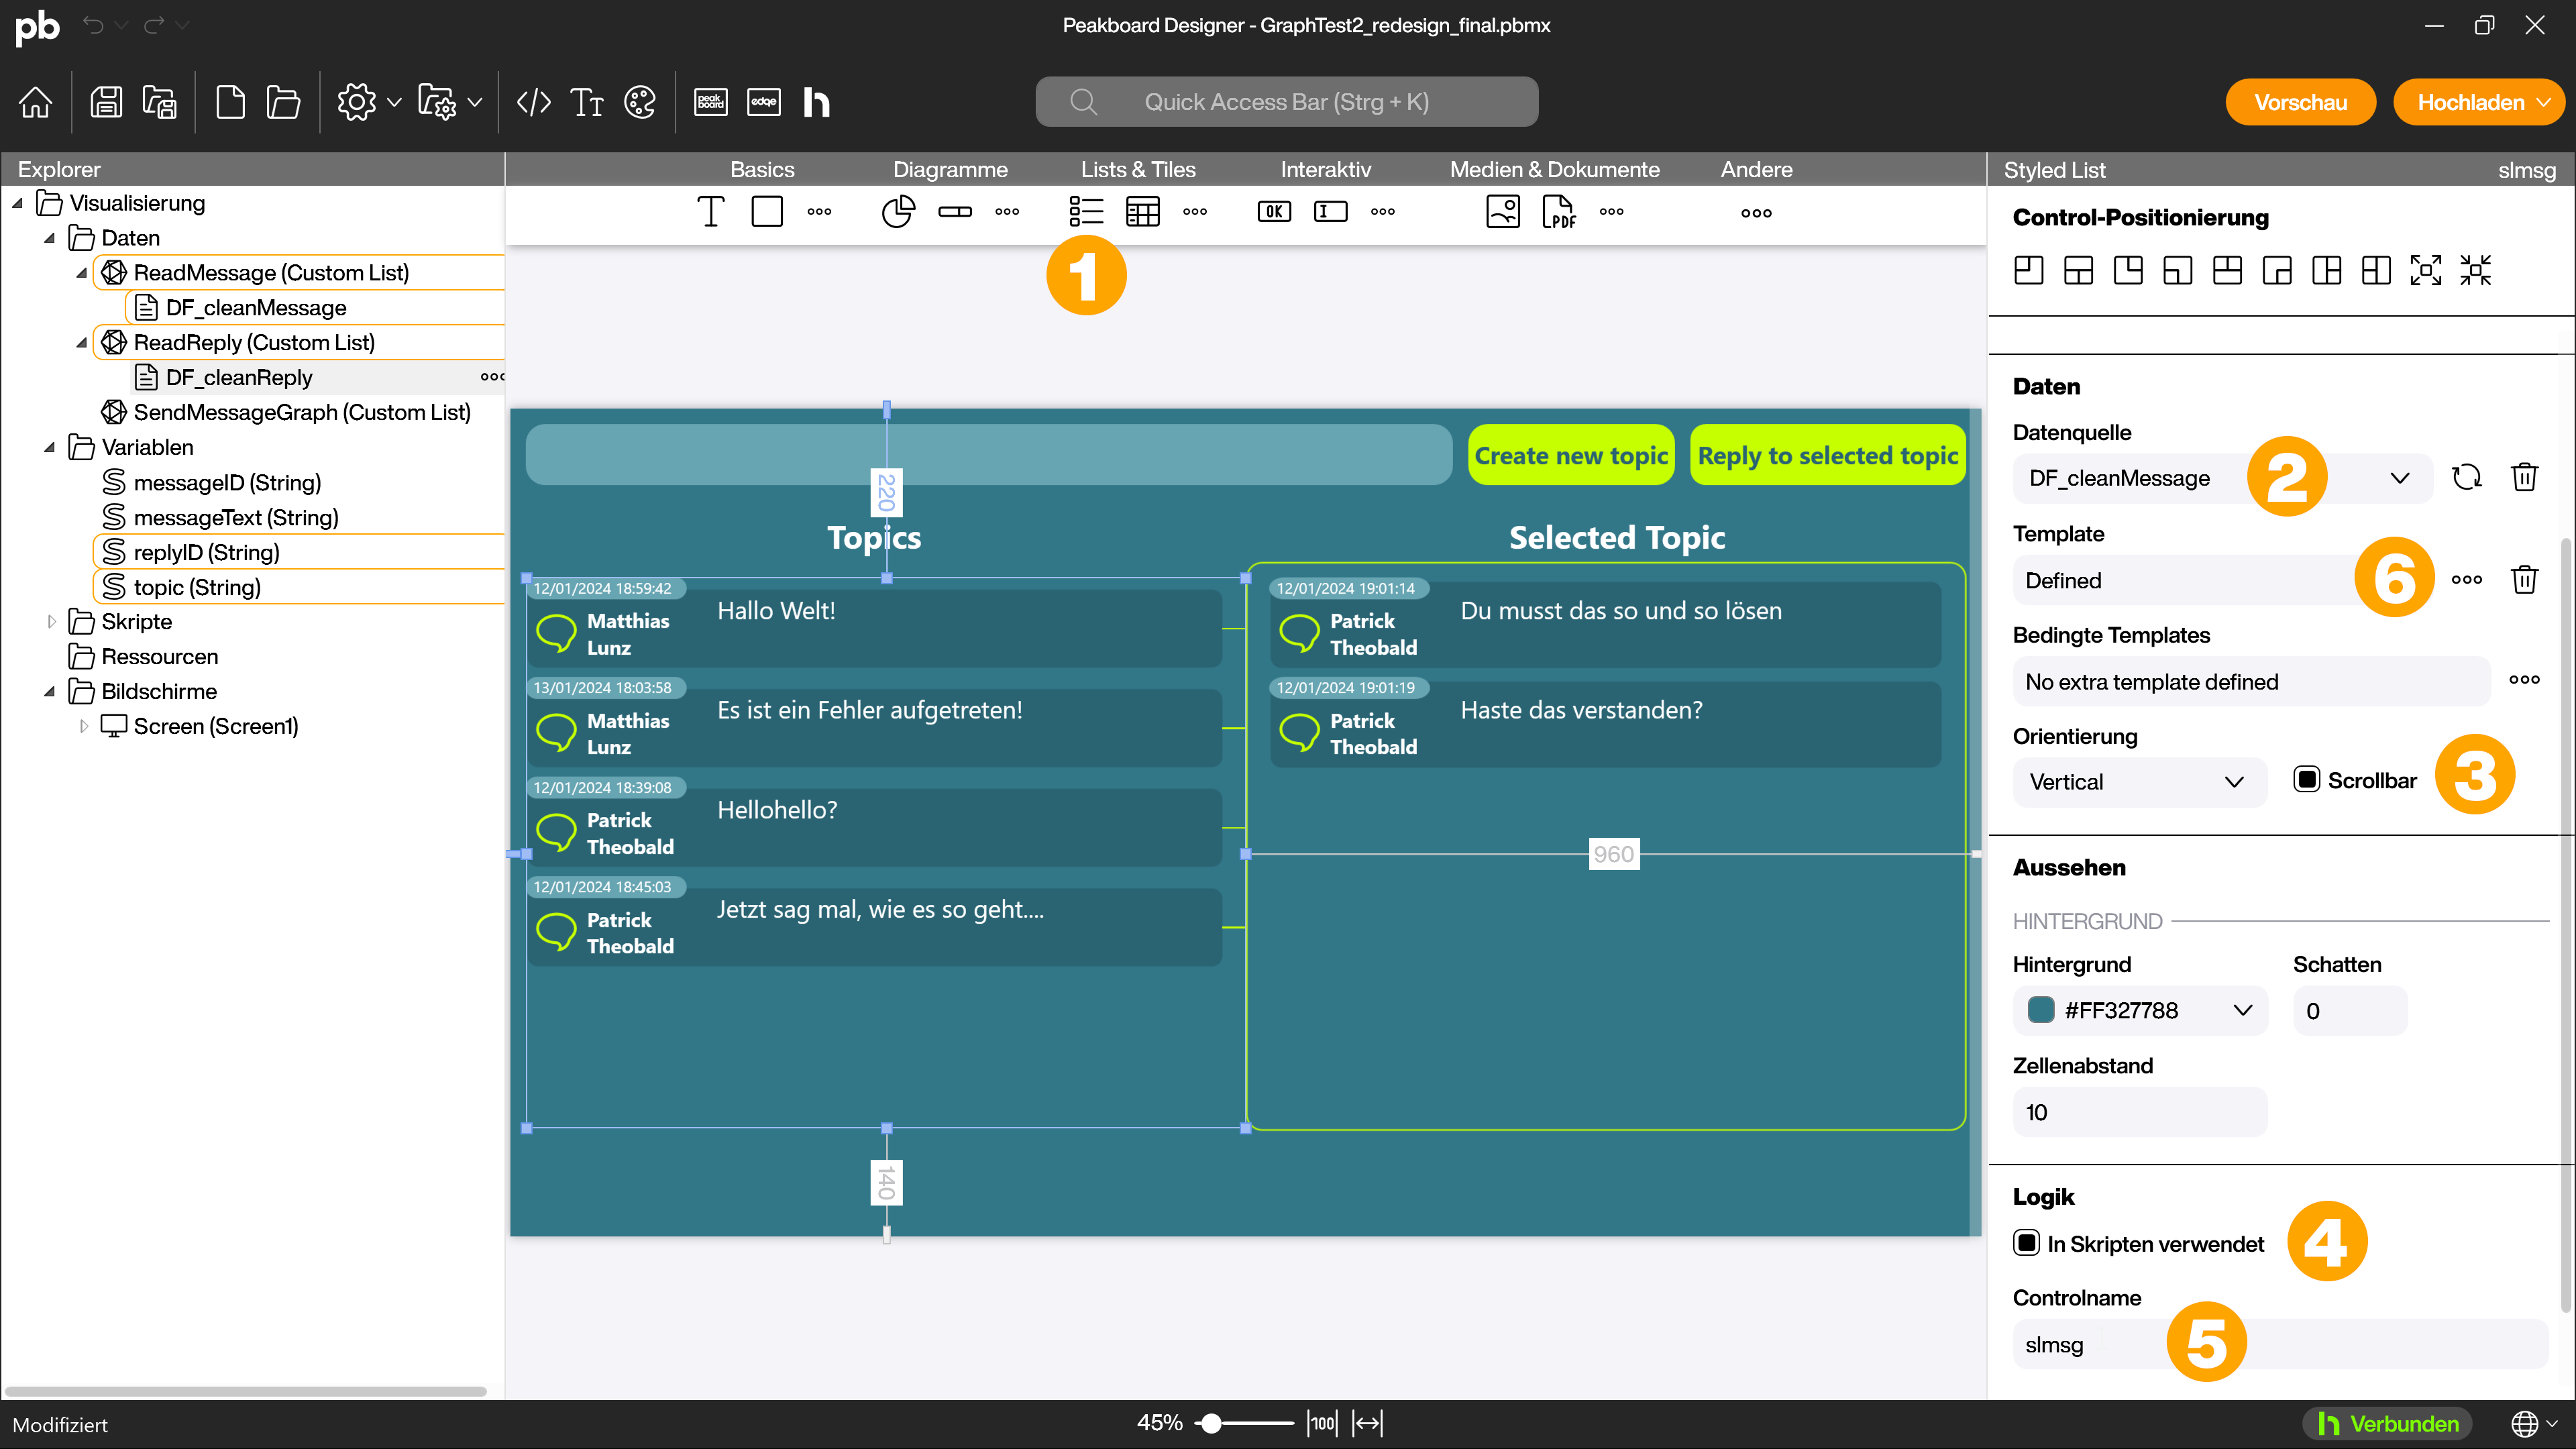 pb
Peakboard Designer - GraphTest2_redesign_final.pbmx
peak board
edge
h
Quick Access Bar (Strg + K)
Vorschau
Hochladen
Explorer
Basics
Diagramme
Lists & Tiles
Interaktiv
Medien & Dokumente
Andere
Styled List
slmsg
T
OK
I
PDF
1
Visualisierung
Daten
ReadMessage (Custom List)
DF_cleanMessage
ReadReply (Custom List)
DF_cleanReply
SendMessageGraph (Custom List)
Variablen
messageID (String)
messageText (String)
replyID (String)
topic (String)
Skripte
Ressourcen
Bildschirme
Screen (Screen1)
Create new topic
Reply to selected topic
220
Topics
Selected Topic
12/01/2024 18:59:42
Matthias
Lunz
Hallo Welt!
13/01/2024 18:03:58
Matthias
Lunz
Es ist ein Fehler aufgetreten!
12/01/2024 18:39:08
Patrick
Theobald
Hellohello?
12/01/2024 18:45:03
Patrick
Theobald
Jetzt sag mal, wie es so geht....
12/01/2024 19:01:14
Patrick
Theobald
Du musst das so und so lösen
12/01/2024 19:01:19
Patrick
Theobald
Haste das verstanden?
960
140
Control-Positionierung
Daten
Datenquelle
DF_cleanMessage
2
Template
Defined
6
Bedingte Templates
No extra template defined
Orientierung
Vertical
Scrollbar
3
Aussehen
HINTERGRUND
Hintergrund
Schatten
#FF327788
0
Zellenabstand
10
Logik
In Skripten verwendet
4
Controlname
slmsg
5
Modifiziert
45%
100
h Verbunden